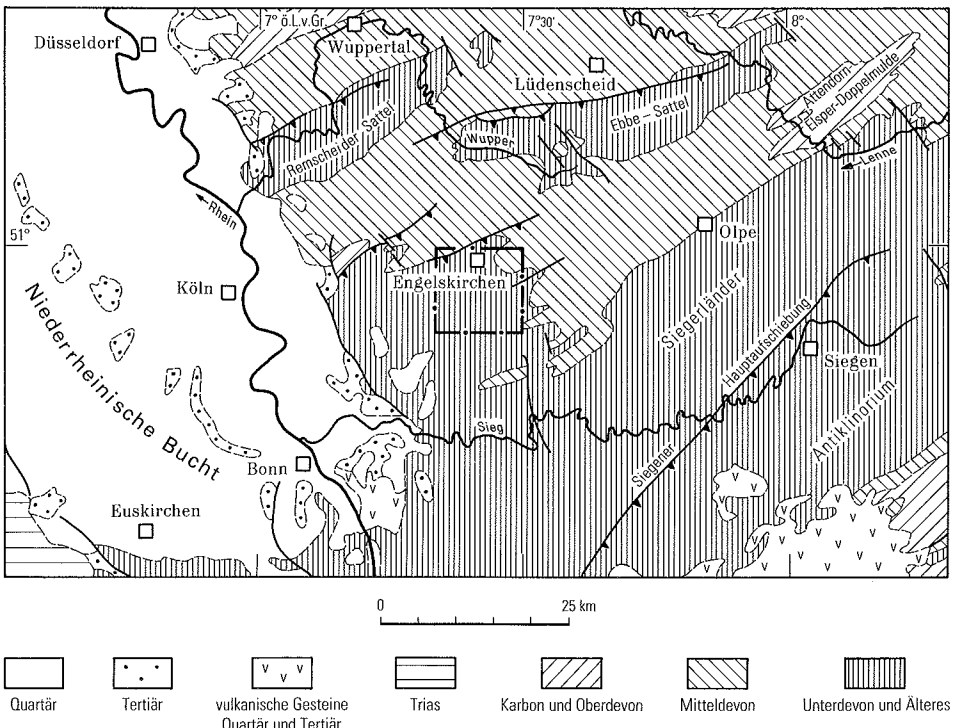 7° ö.L.v.Gr.
7°30'
8°
Düsseldorf
Wuppertal
Lüdenscheid
Attendorn-
Elsper-Doppelmulde
Remscheider Sattel
Ebbe – Sattel
Wupper
Lenne
Rhein
51°
Olpe
Engelskirchen
Köln
Niederrheinische Bucht
Siegerländer
Hauptaufschiebung
Siegen
Antiklinorium
Sieg
Siegener
Bonn
Euskirchen
0 25 km
Quartär
Tertiär
vulkanische Gesteine
Quartär und Tertiär
Trias
Karbon und Oberdevon
Mitteldevon
Unterdevon und Älteres